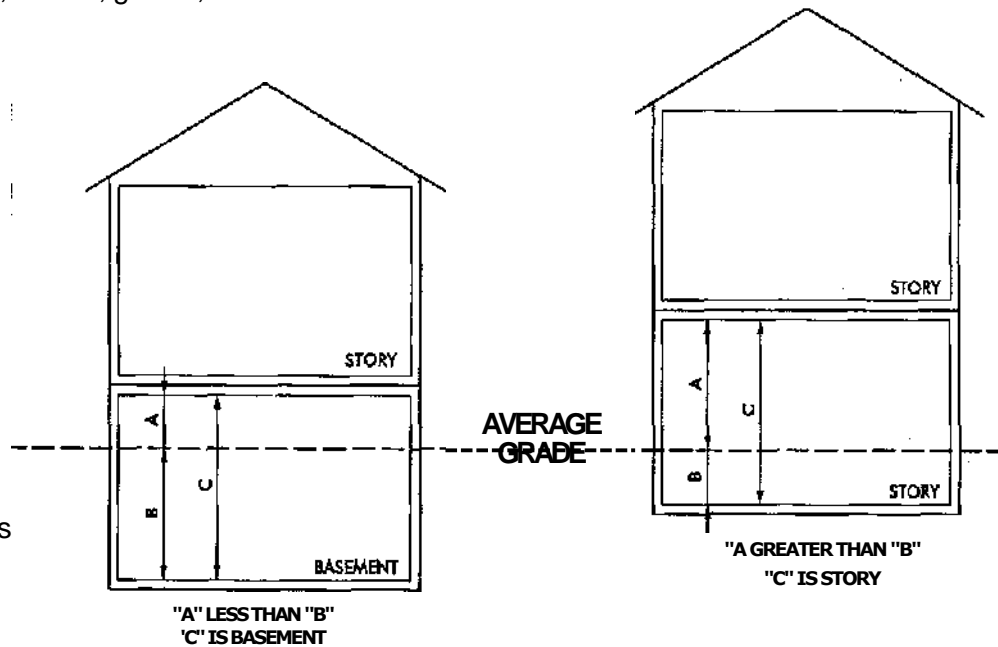 STORY
A
B
C
BASEMENT
"A" LESS THAN "B"
'C" IS BASEMENT
AVERAGE
GRADE
STORY
A
B
C
STORY
"A GREATER THAN "B"
"C" IS STORY
s